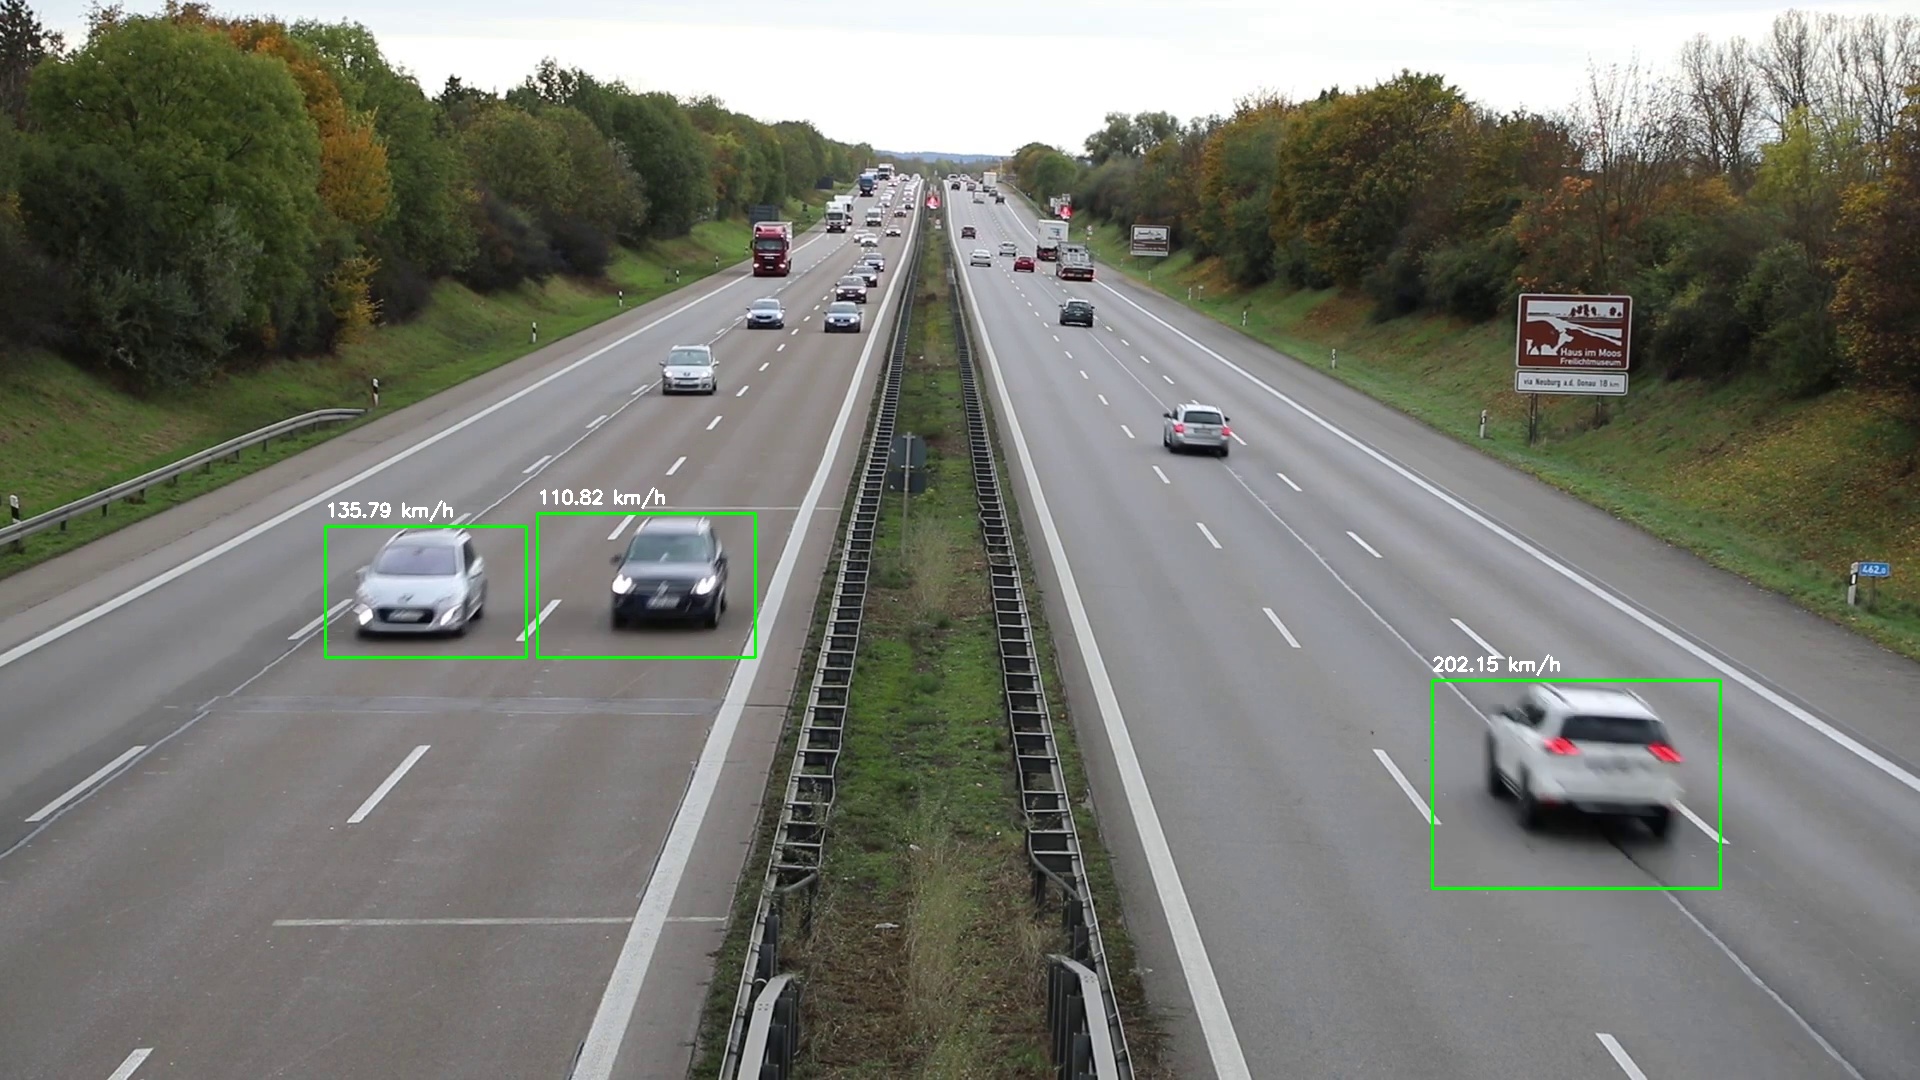 Haus im Moos
Freilichtmuseum
via Neuburg a.d. Donau 18 km
110.82 km/h
135.79 km/h
462,0
202.15 km/h